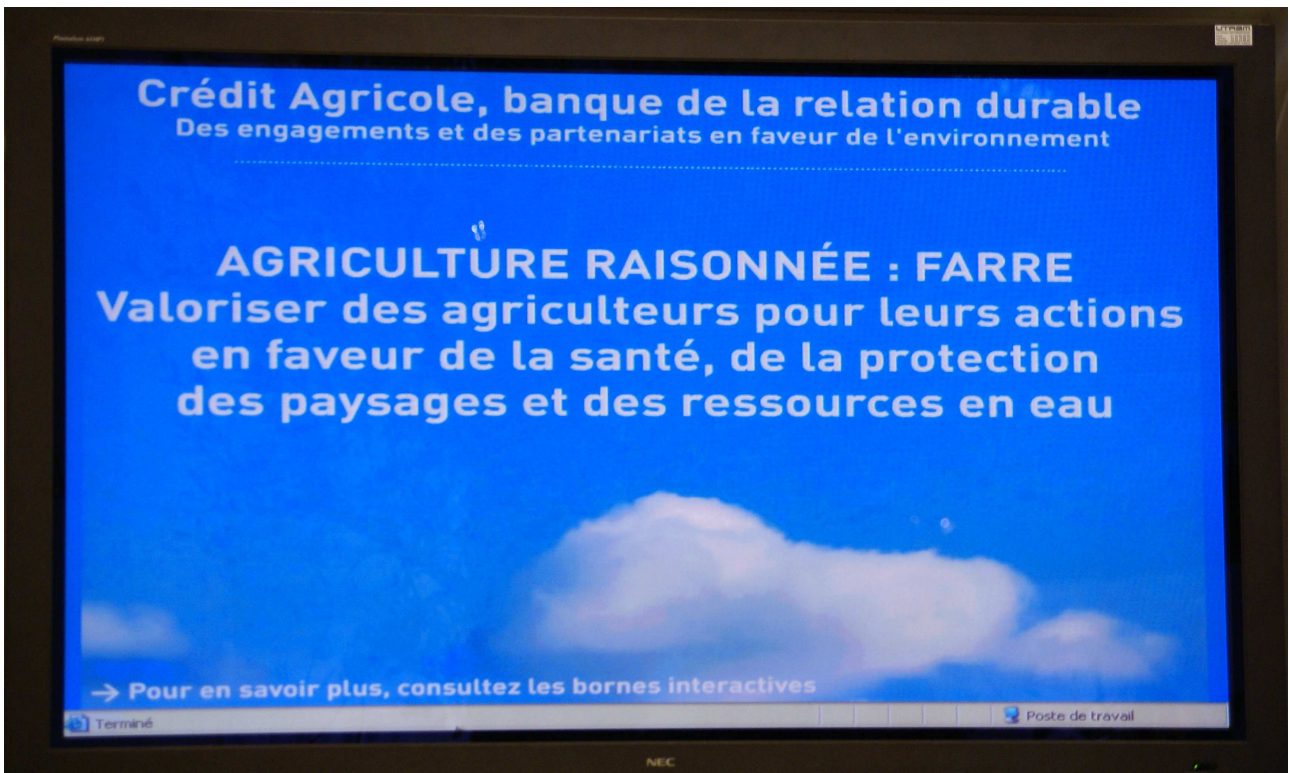 Crédit Agricole, banque de la relation durable
Des engagements et des partenariats en faveur de l'environnement
AGRICULTURE RAISONNÉE : FARRE
Valoriser des agriculteurs pour leurs actions
en faveur de la santé, de la protection
des paysages et des ressources en eau
→ Pour en savoir plus, consultez les bornes interactives
Terminé
Poste de travail
NEC